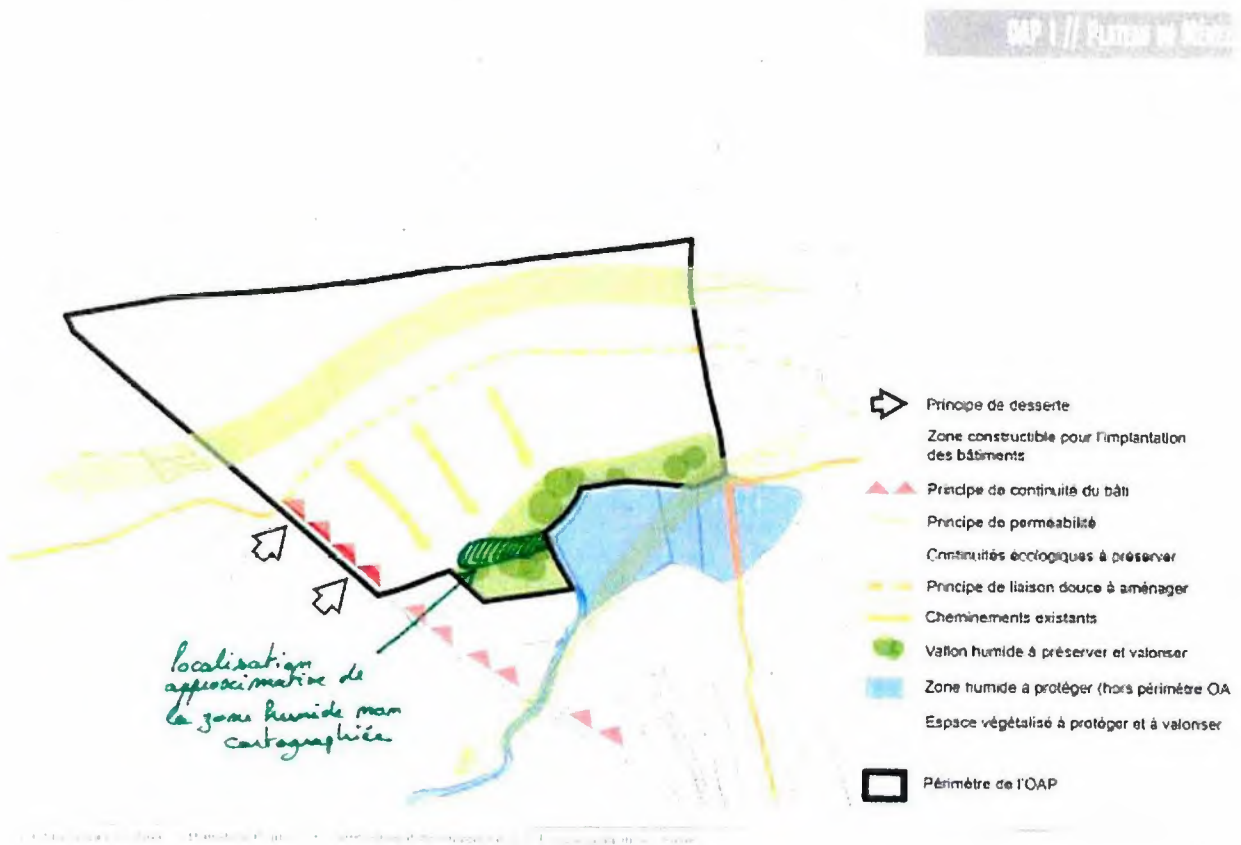 OAP 1 // PLATEAU DE
Principe de desserte
Zone constructible pour l'implantation
des bâtiments
Principe de continuité du bâti
Principe de perméabilité
Continuités écologiques à préserver
Principe de liaison douce à aménager
Cheminements existants
Vallon humide à préserver et valoriser
Zone humide à protéger (hors périmètre OA
Espace végétalisé à protéger et à valoriser
Périmètre de l'OAP
localisation
approximative de
la zone humide non
cartographiée